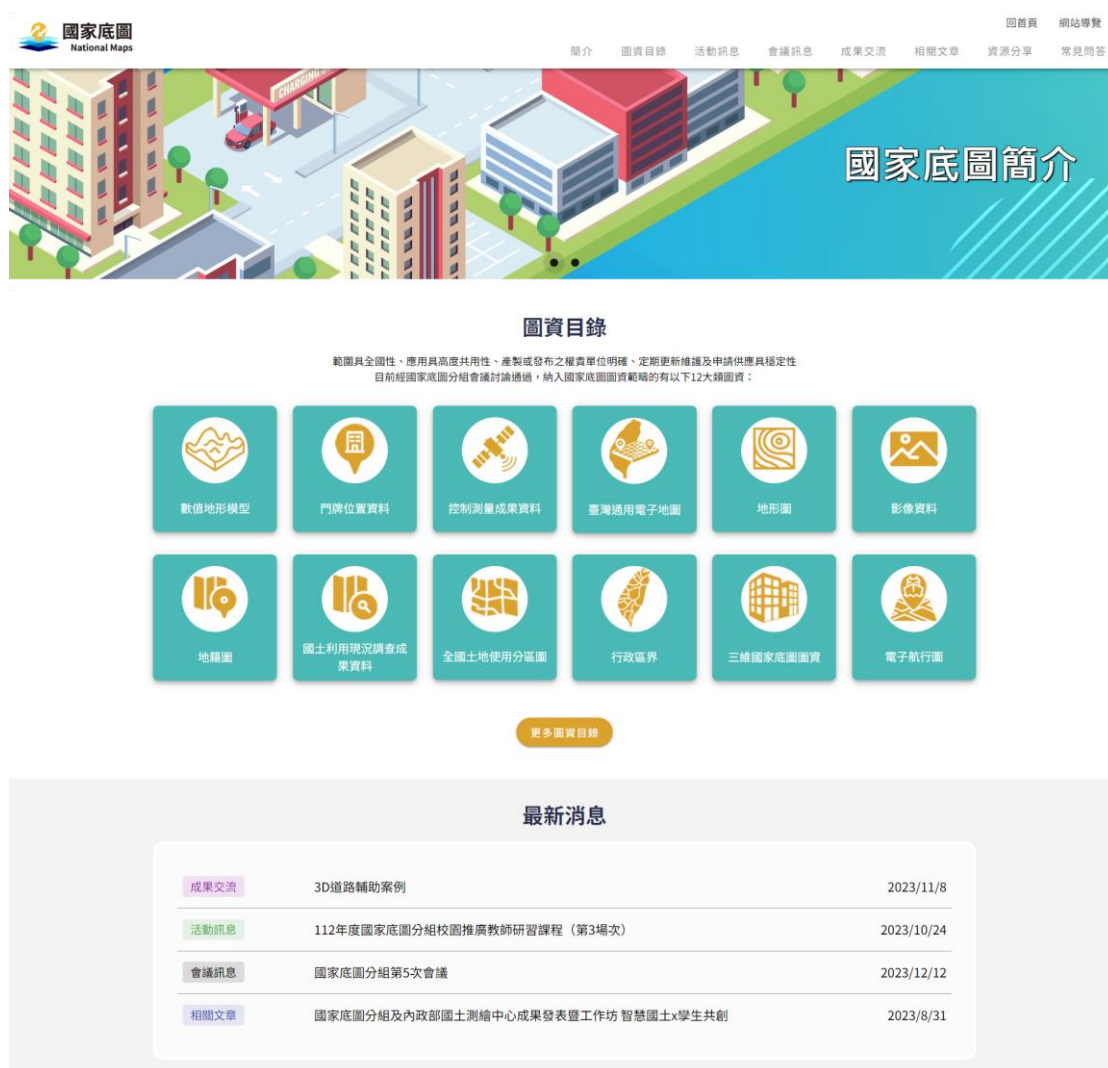 回首頁 網站導覽
國家底圖
National Maps
簡介 圖資目錄 活動訊息 會議訊息 成果交流 相關文章 資源分享 常見問答
CHARGING
國家底圖簡介
圖資目錄
範圍具全國性、應用具高度共用性、產製或發布之權責單位明確、定期更新維護及申請供應具穩定性
目前經國家底圖分組會議討論通過，納入國家底圖圖資範疇的有以下12大類圖資：
數值地形模型 門牌位置資料 控制測量成果資料 臺灣通用電子地圖 地形圖 影像資料
地籍圖 國土利用現況調查成
果資料 全國土地使用分區圖 行政區界 三維國家底圖圖資 電子航行圖
更多圖資目錄
最新消息
成果交流 3D道路輔助案例 2023/11/8
活動訊息 112年度國家底圖分組校園推廣教師研習課程（第3場次） 2023/10/24
會議訊息 國家底圖分組第5次會議 2023/12/12
相關文章 國家底圖分組及內政部國土測繪中心成果發表暨工作坊 智慧國土x孿生共創 2023/8/31